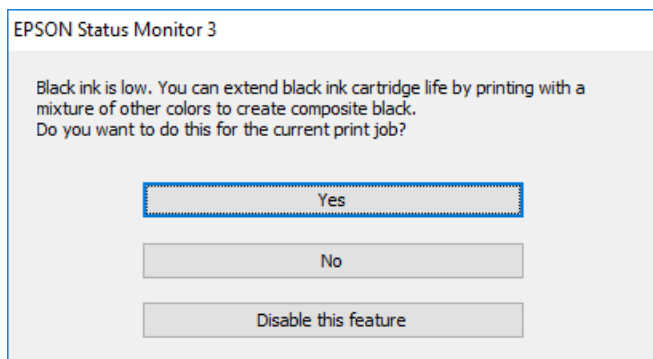 EPSON Status Monitor 3
Black ink is low. You can extend black ink cartridge life by printing with a
mixture of other colors to create composite black.
Do you want to do this for the current print job?
Yes
No
Disable this feature